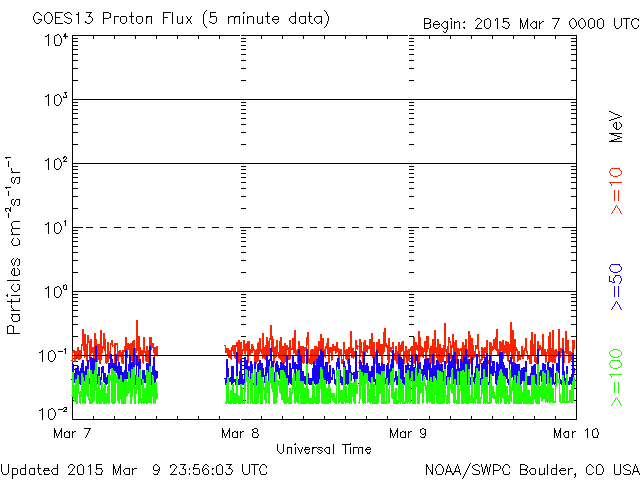 GOES13 Proton Flux (5 minute data)
Begin: 2015 Mar 7 0000 UTC
Particles cm⁻²s⁻¹sr⁻¹
10⁴
10³
10²
10¹
10⁰
10⁻¹
10⁻²
Mar 7
Mar 8
Mar 9
Mar 10
Universal Time
MeV
>=10
>=50
>=100
Updated 2015 Mar 9 23:56:03 UTC
NOAA/SWPC Boulder, CO USA